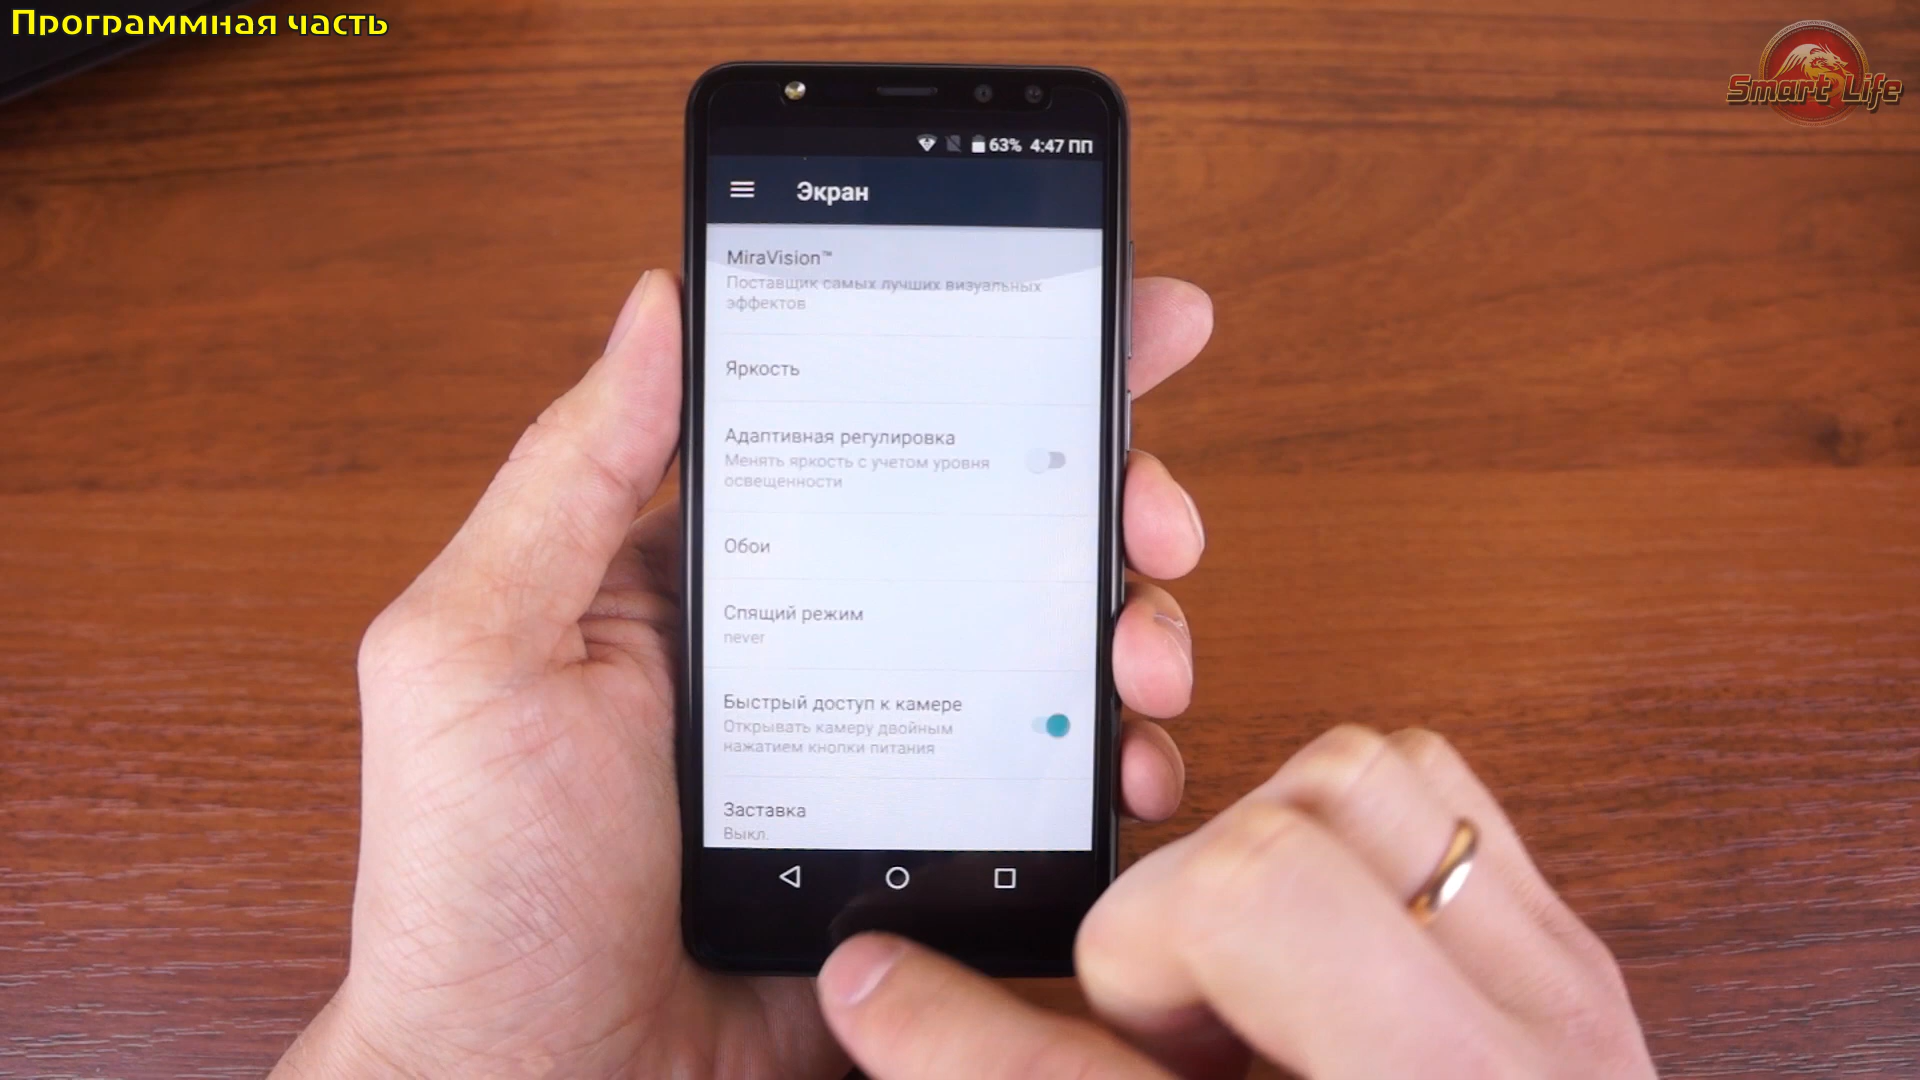 Программная часть
Smart Life
63% 4:47 ПП
Экран
MiraVision™
Поставщик самых лучших визуальных
эффектов
Яркость
Адаптивная регулировка
Менять яркость с учетом уровня
освещенности
Обои
Спящий режим
never
Быстрый доступ к камере
Открывать камеру двойным
нажатием кнопки питания
Заставка
Выкл.